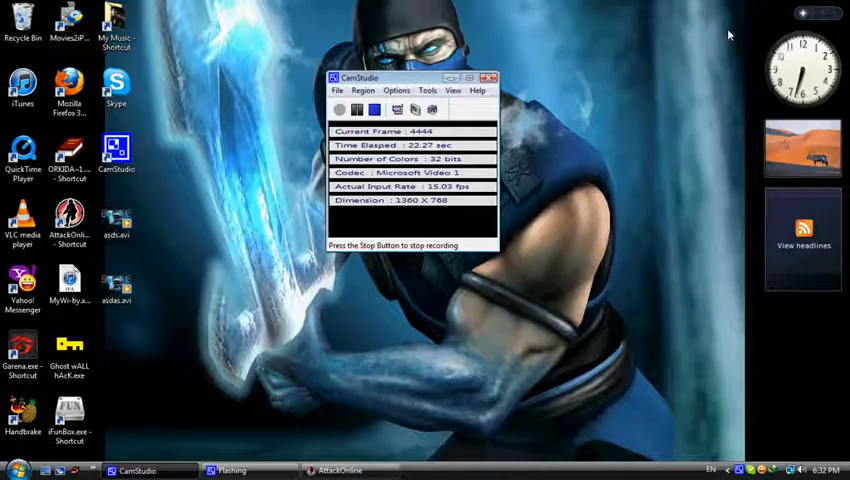 Recycle Bin
Movies2iP...
My Music - Shortcut
iTunes
Mozilla Firefox 3...
Skype
QuickTime Player
ORKIDA-... - Shortcut
CamStudio
VLC media player
AttackOnl... - Shortcut
asds.avi
Yahoo! Messenger
MyWi-by.x...
asdas.avi
Garena.exe - Shortcut
Ghost wALL hAcK.exe
Handbrake
iFunBox.exe - Shortcut
CamStudio
File Region Options Tools View Help
Current Frame : 4444
Time Elasped : 22.27 sec
Number of Colors : 32 bits
Codec : Microsoft Video 1
Actual Input Rate : 15.03 fps
Dimension : 1360 X 768
Press the Stop Button to stop recording
View headlines
CamStudio
Flashing
AttackOnline
EN
6:32 PM